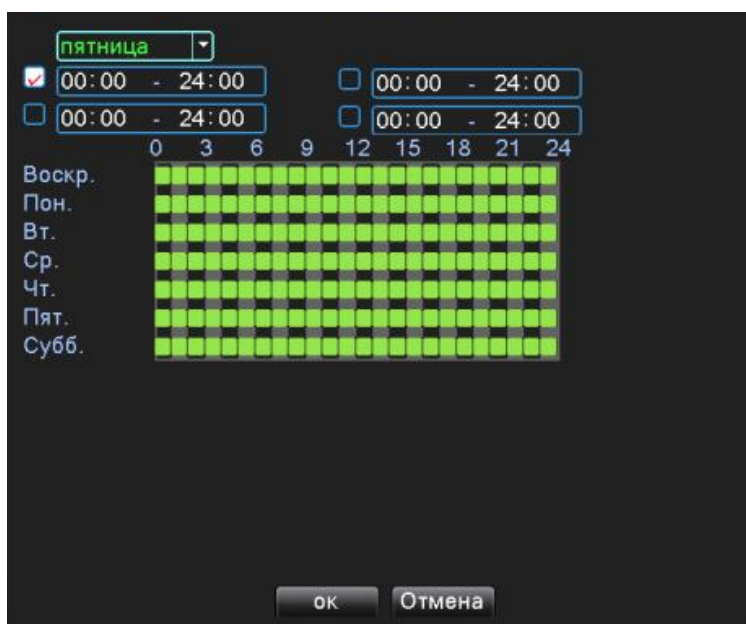 пятница
00:00 - 24:00 00:00 - 24:00
00:00 - 24:00 00:00 - 24:00
0 3 6 9 12 15 18 21 24
Воскр.
Пон.
Вт.
Ср.
Чт.
Пят.
Субб.
ок Отмена